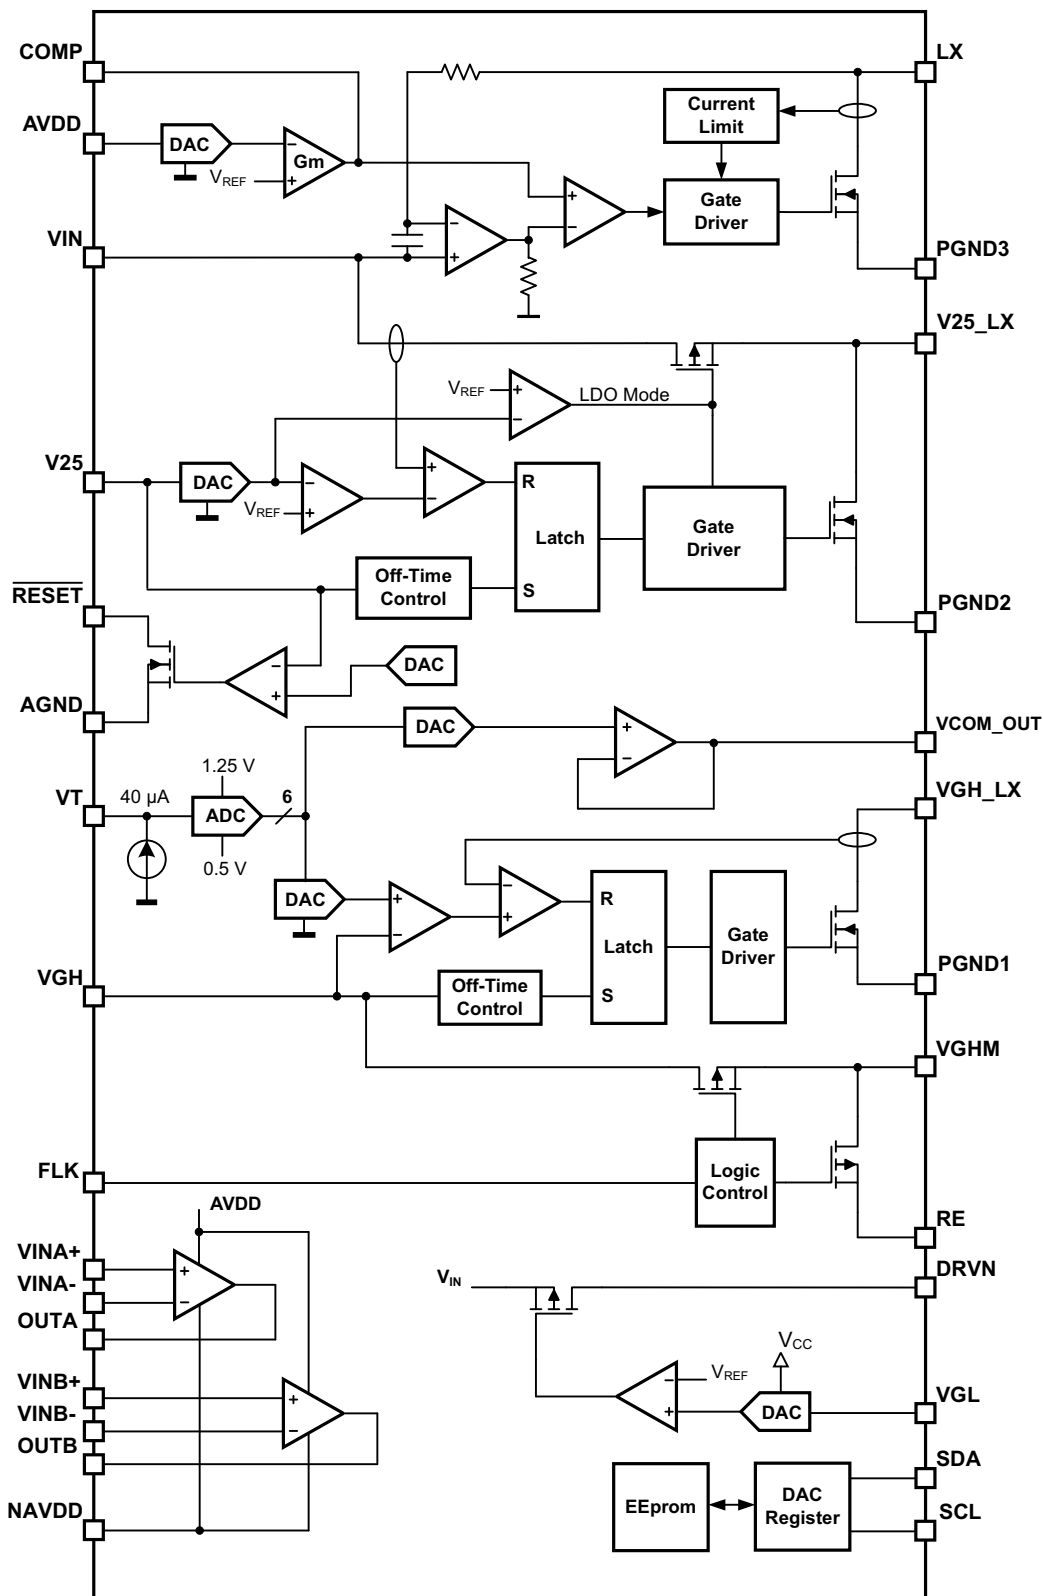 COMP
LX
Current
Limit
AVDD
DAC
−
Gm
+
VREF
Gate
Driver
+
−
VIN
−
+
PGND3
V25_LX
VREF
+
−
LDO Mode
V25
DAC
−
+
VREF
+
−
R
Latch
S
Gate
Driver
Off-Time
Control
RESET
PGND2
−
+
DAC
AGND
DAC
+
−
VCOM_OUT
1.25 V
40 µA
6
VT
ADC
0.5 V
VGH_LX
DAC
+
−
−
+
R
Latch
S
Gate
Driver
PGND1
VGH
Off-Time
Control
VGHM
FLK
Logic
Control
AVDD
RE
VINA+
VINA-
OUTA
+
−
VIN
DRVN
VCC
VREF
−
+
DAC
VGL
VINB+
VINB-
OUTB
+
−
SDA
EEprom
DAC
Register
SCL
NAVDD